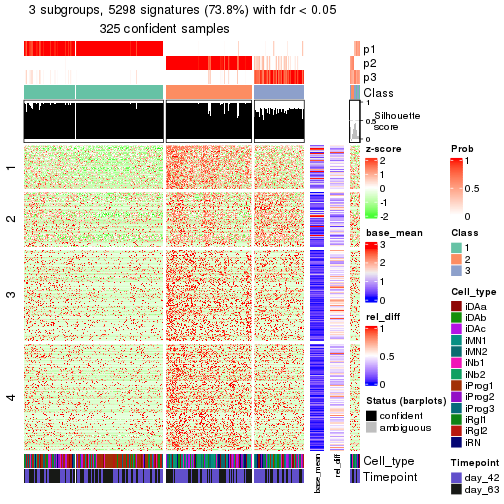 3 subgroups, 5298 signatures (73.8%) with fdr < 0.05
325 confident samples
p1
p2
p3
Class
1
0.5
0
Silhouette
score
1
2
3
4
z-score
2
1
0
-1
-2
base_mean
3
2
1
0
rel_diff
1
0.5
0
Status (barplots)
confident
ambiguous
Prob
1
0.5
0
Class
1
2
3
Cell_type
iDAa
iDAb
iDAc
iMN1
iMN2
iNb1
iNb2
iProg1
iProg2
iProg3
iRgl1
iRgl2
iRN
Timepoint
day_42
day_63
Cell_type
Timepoint
base_mean
rel_diff